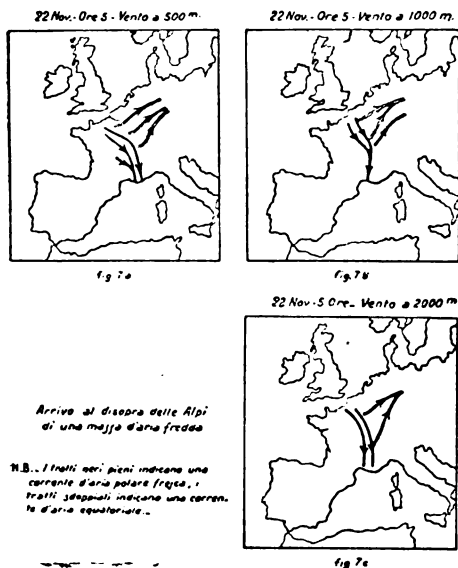 22 Nov.- Ore 5 - Vento a 500 m.
22 Nov.- Ore 5 - Vento a 1000 m.
fig 7a
fig. 7b
22 Nov.- 5 Ore_ Vento a 2000 m
Arrivo al disopra delle Alpi
di una massa d'aria fredda
N.B._ I tratti neri pieni indicano una
corrente d'aria polare fresca, i
tratti sdoppiati indicano una corren-
te d'aria equatoriale._
fig 7c